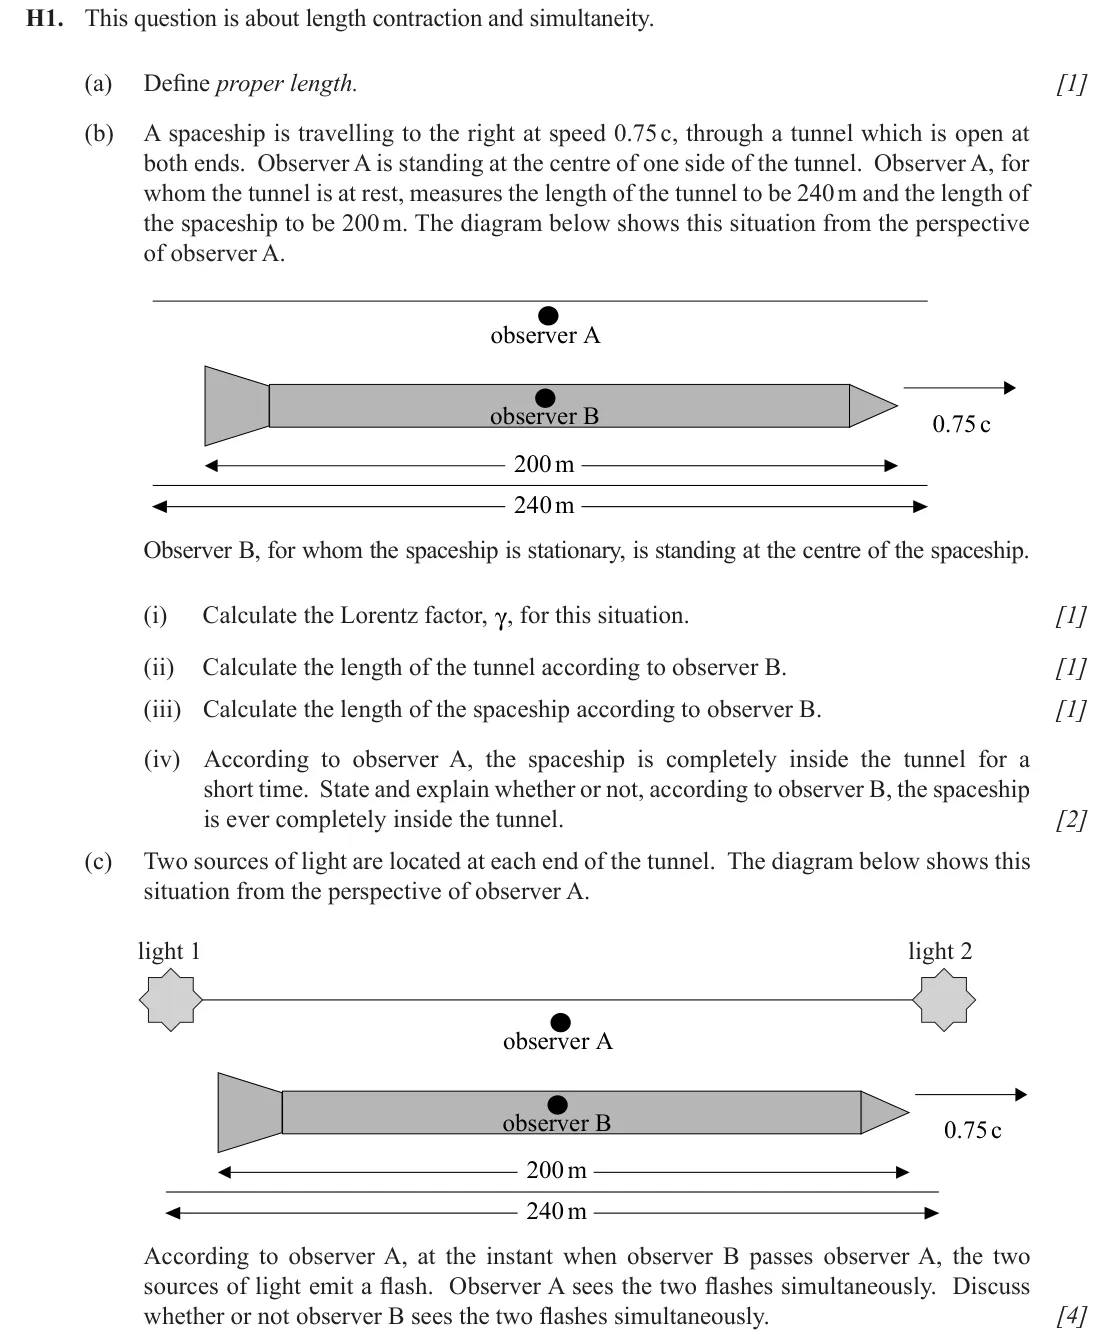 H1. This question is about length contraction and simultaneity.
(a) Define proper length. [1]
(b) A spaceship is travelling to the right at speed 0.75 c, through a tunnel which is open at
both ends. Observer A is standing at the centre of one side of the tunnel. Observer A, for
whom the tunnel is at rest, measures the length of the tunnel to be 240 m and the length of
the spaceship to be 200 m. The diagram below shows this situation from the perspective
of observer A.
observer A
observer B
0.75 c
200 m
240 m
Observer B, for whom the spaceship is stationary, is standing at the centre of the spaceship.
(i) Calculate the Lorentz factor, γ, for this situation. [1]
(ii) Calculate the length of the tunnel according to observer B. [1]
(iii) Calculate the length of the spaceship according to observer B. [1]
(iv) According to observer A, the spaceship is completely inside the tunnel for a
short time. State and explain whether or not, according to observer B, the spaceship
is ever completely inside the tunnel. [2]
(c) Two sources of light are located at each end of the tunnel. The diagram below shows this
situation from the perspective of observer A.
light 1 light 2
observer A
observer B
0.75 c
200 m
240 m
According to observer A, at the instant when observer B passes observer A, the two
sources of light emit a flash. Observer A sees the two flashes simultaneously. Discuss
whether or not observer B sees the two flashes simultaneously. [4]